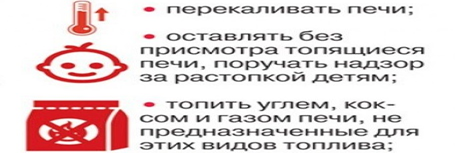 • перекаливать печи;
• оставлять без
присмотра топящиеся
печи, поручать надзор
за растопкой детям;
• топить углем, кок-
сом и газом печи, не
предназначенные для
этих видов топлива;